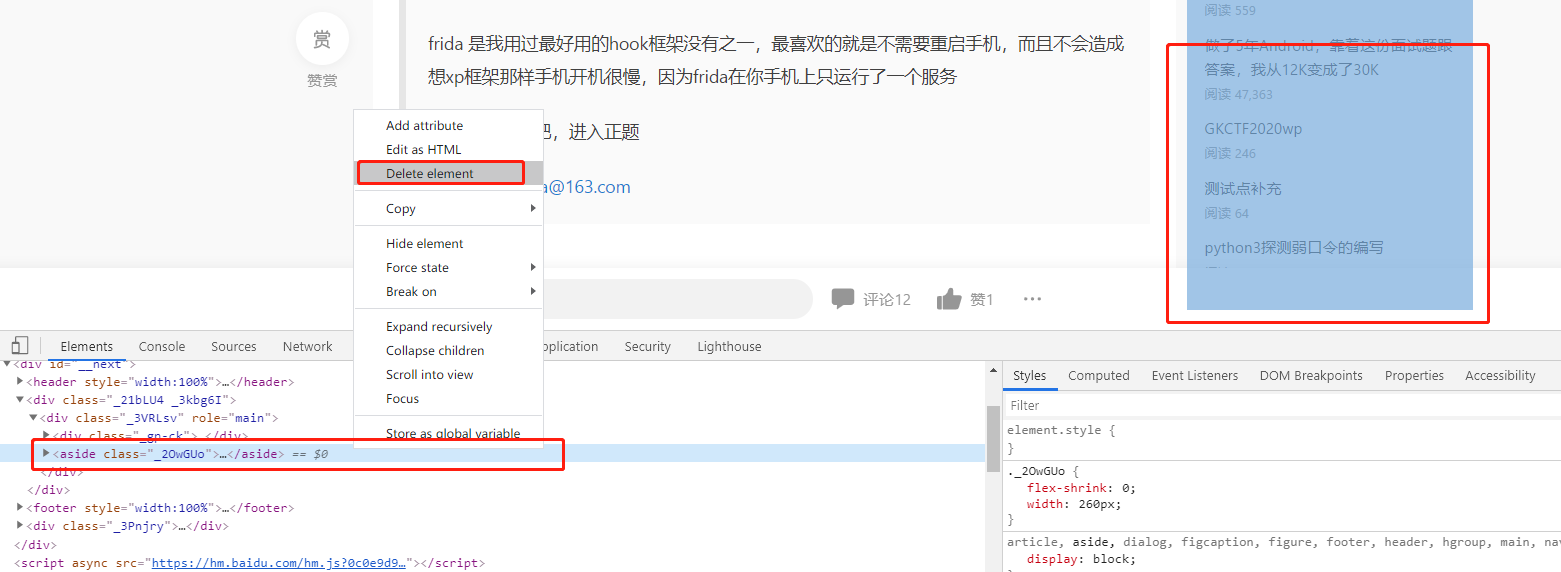 赏
赞赏
frida 是我用过最好用的hook框架没有之一，最喜欢的就是不需要重启手机，而且不会造成
想xp框架那样手机开机很慢，因为frida在你手机上只运行了一个服务
吧，进入正题
a@163.com
阅读 559
做了5年Android，靠着这份面试题跟
答案，我从12K变成了30K
阅读 47,363
GKCTF2020wp
阅读 246
测试点补充
阅读 64
python3探测弱口令的编写
评论12
赞1
Add attribute
Edit as HTML
Delete element
Copy
Hide element
Force state
Break on
Expand recursively
Collapse children
Scroll into view
Focus
Store as global variable
Elements Console Sources Network pplication Security Lighthouse
<div id="__next">
<header style="width:100%">…</header>
<div class="_21bLU4 _3kbg6I">
<div class="_3VRLsv" role="main">
<div class="_gp-ck"> </div>
<aside class="_2OwGUo">…</aside> == $0
</div>
</div>
<footer style="width:100%">…</footer>
<div class="_3Pnjry">…</div>
</div>
<script async src="https://hm.baidu.com/hm.js?0c0e9d9…"></script>
Styles Computed Event Listeners DOM Breakpoints Properties Accessibility
Filter
element.style {
}
._2OwGUo {
flex-shrink: 0;
width: 260px;
}
article, aside, dialog, figcaption, figure, footer, header, hgroup, main, nav
display: block;